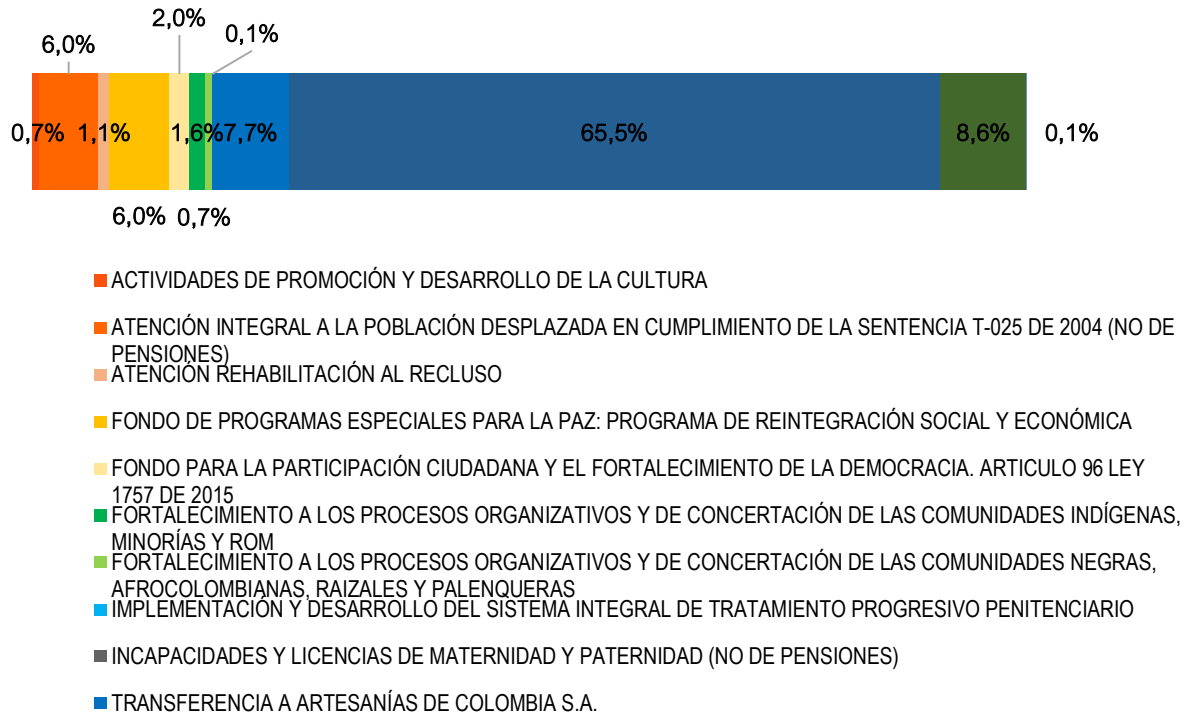 2,0%
0,1%
6,0%
0,7%
1,1%
1,6%
7,7%
65,5%
8,6%
0,1%
6,0%
0,7%
ACTIVIDADES DE PROMOCIÓN Y DESARROLLO DE LA CULTURA
ATENCIÓN INTEGRAL A LA POBLACIÓN DESPLAZADA EN CUMPLIMIENTO DE LA SENTENCIA T-025 DE 2004 (NO DE
PENSIONES)
ATENCIÓN REHABILITACIÓN AL RECLUSO
FONDO DE PROGRAMAS ESPECIALES PARA LA PAZ: PROGRAMA DE REINTEGRACIÓN SOCIAL Y ECONÓMICA
FONDO PARA LA PARTICIPACIÓN CIUDADANA Y EL FORTALECIMIENTO DE LA DEMOCRACIA. ARTICULO 96 LEY
1757 DE 2015
FORTALECIMIENTO A LOS PROCESOS ORGANIZATIVOS Y DE CONCERTACIÓN DE LAS COMUNIDADES INDÍGENAS,
MINORÍAS Y ROM
FORTALECIMIENTO A LOS PROCESOS ORGANIZATIVOS Y DE CONCERTACIÓN DE LAS COMUNIDADES NEGRAS,
AFROCOLOMBIANAS, RAIZALES Y PALENQUERAS
IMPLEMENTACIÓN Y DESARROLLO DEL SISTEMA INTEGRAL DE TRATAMIENTO PROGRESIVO PENITENCIARIO
INCAPACIDADES Y LICENCIAS DE MATERNIDAD Y PATERNIDAD (NO DE PENSIONES)
TRANSFERENCIA A ARTESANÍAS DE COLOMBIA S.A.